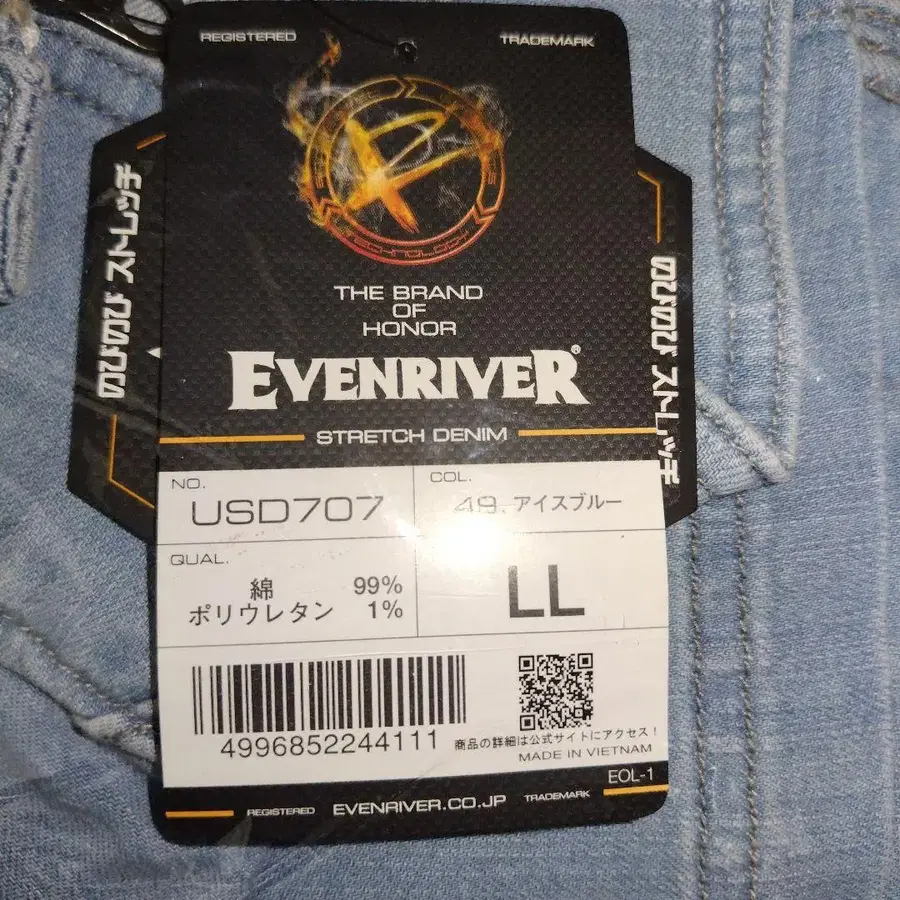 REGISTERED
TRADEMARK
TECHNOLOGY
THE BRAND
OF
HONOR
EVENRIVER®
STRETCH DENIM
のびのび ストレッチ
のびのび ストレッチ
NO.
USD707
COL.
49. アイスブルー
QUAL.
綿 99%
ポリウレタン 1%
LL
4996852244111
商品の詳細は公式サイトにアクセス!
MADE IN VIETNAM
EOL-1
REGISTERED
EVENRIVER.CO.JP
TRADEMARK